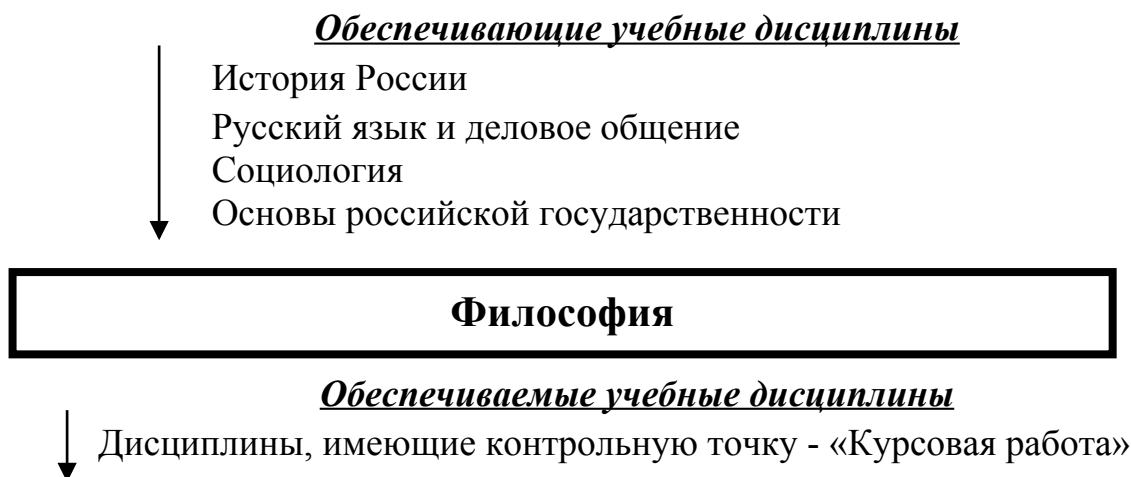 Обеспечивающие учебные дисциплины
История России
Русский язык и деловое общение
Социология
Основы российской государственности
Философия
Обеспечиваемые учебные дисциплины
Дисциплины, имеющие контрольную точку - «Курсовая работа»